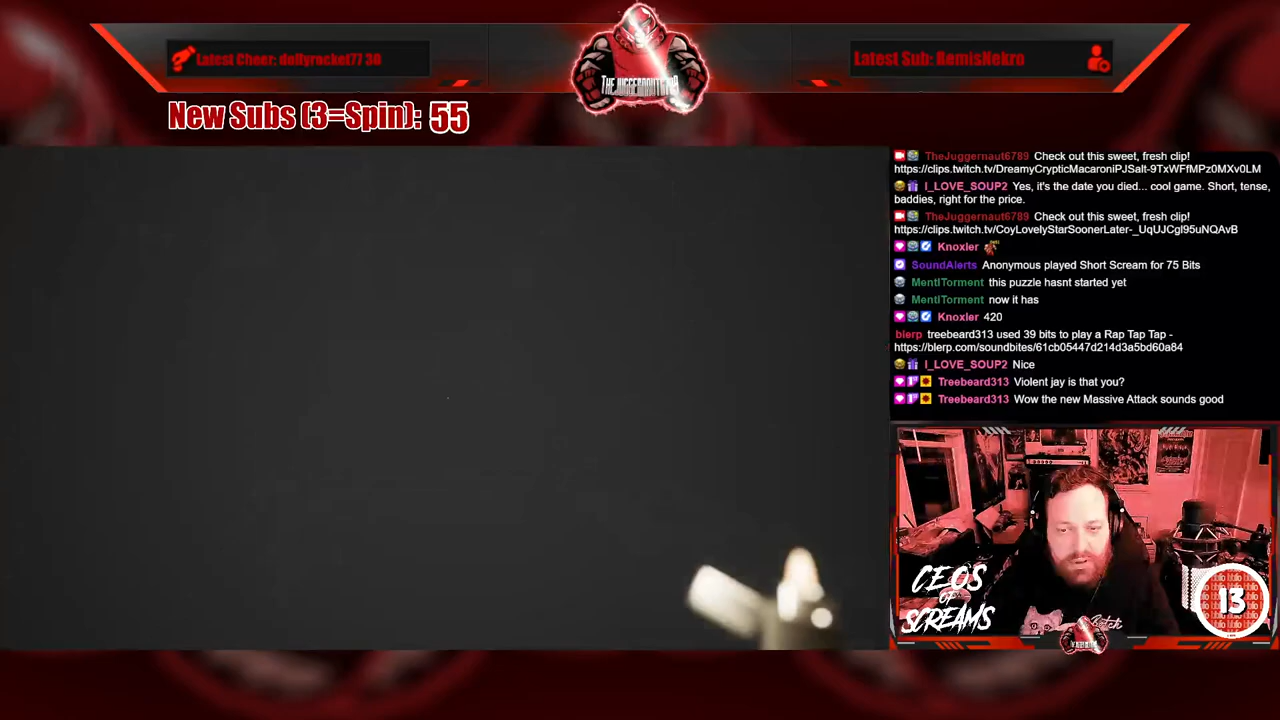 Latest Cheer: dollyrocket77 30
THEJUGGERNAUT6789
Latest Sub: RemisNekro
New Subs (3=Spin): 55
TheJuggernaut6789 Check out this sweet, fresh clip!
https://clips.twitch.tv/DreamyCrypticMacaroniPJSalt-9TxWFfMPz0MXv0LM
I_LOVE_SOUP2 Yes, it's the date you died... cool game. Short, tense,
baddies, right for the price.
TheJuggernaut6789 Check out this sweet, fresh clip!
https://clips.twitch.tv/CoyLovelyStarSoonerLater-_UqUJCgl95uNQAvB
Knoxler
SoundAlerts Anonymous played Short Scream for 75 Bits
MentlTorment this puzzle hasnt started yet
MentlTorment now it has
Knoxler 420
blerp treebeard313 used 39 bits to play a Rap Tap Tap -
https://blerp.com/soundbites/61cb05447d214d3a5bd60a84
I_LOVE_SOUP2 Nice
Treebeard313 Violent jay is that you?
Treebeard313 Wow the new Massive Attack sounds good
CEOS
OF
SCREAMS
13